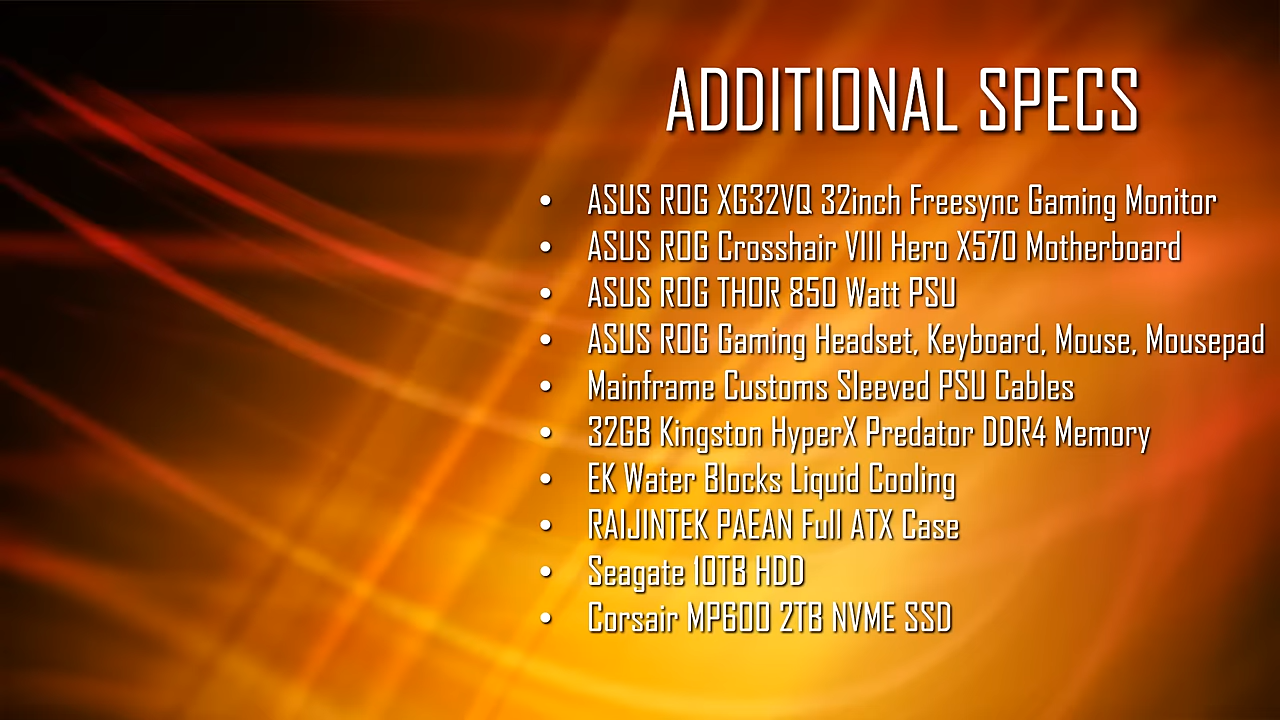 ADDITIONAL SPECS
• ASUS ROG XG32VQ 32inch Freesync Gaming Monitor
• ASUS ROG Crosshair VIII Hero X570 Motherboard
• ASUS ROG THOR 850 Watt PSU
• ASUS ROG Gaming Headset, Keyboard, Mouse, Mousepad
• Mainframe Customs Sleeved PSU Cables
• 32GB Kingston HyperX Predator DDR4 Memory
• EK Water Blocks Liquid Cooling
• RAIJINTEK PAEAN Full ATX Case
• Seagate 10TB HDD
• Corsair MP600 2TB NVME SSD